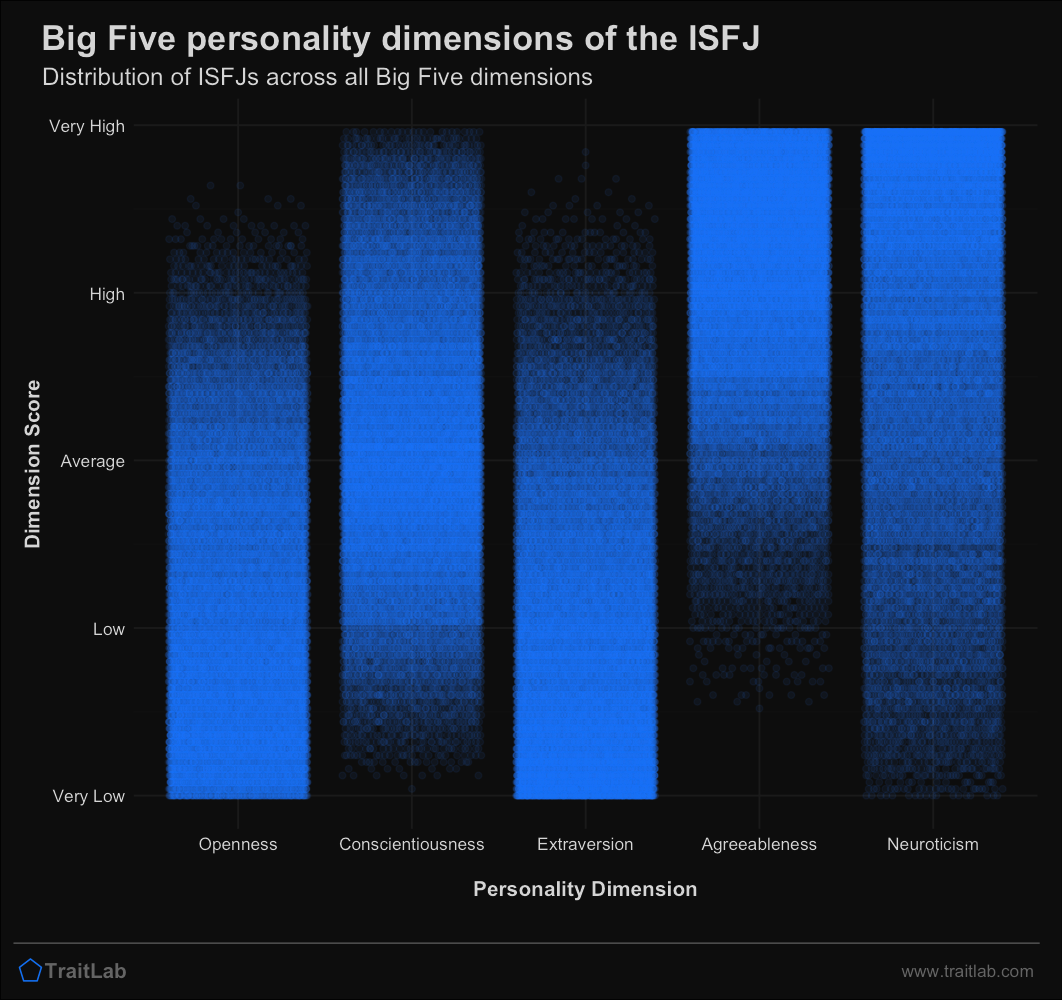 Big Five personality dimensions of the ISFJ
Distribution of ISFJs across all Big Five dimensions
Dimension Score
Very High
High
Average
Low
Very Low
Openness Conscientiousness Extraversion Agreeableness Neuroticism
Personality Dimension
TraitLab www.traitlab.com